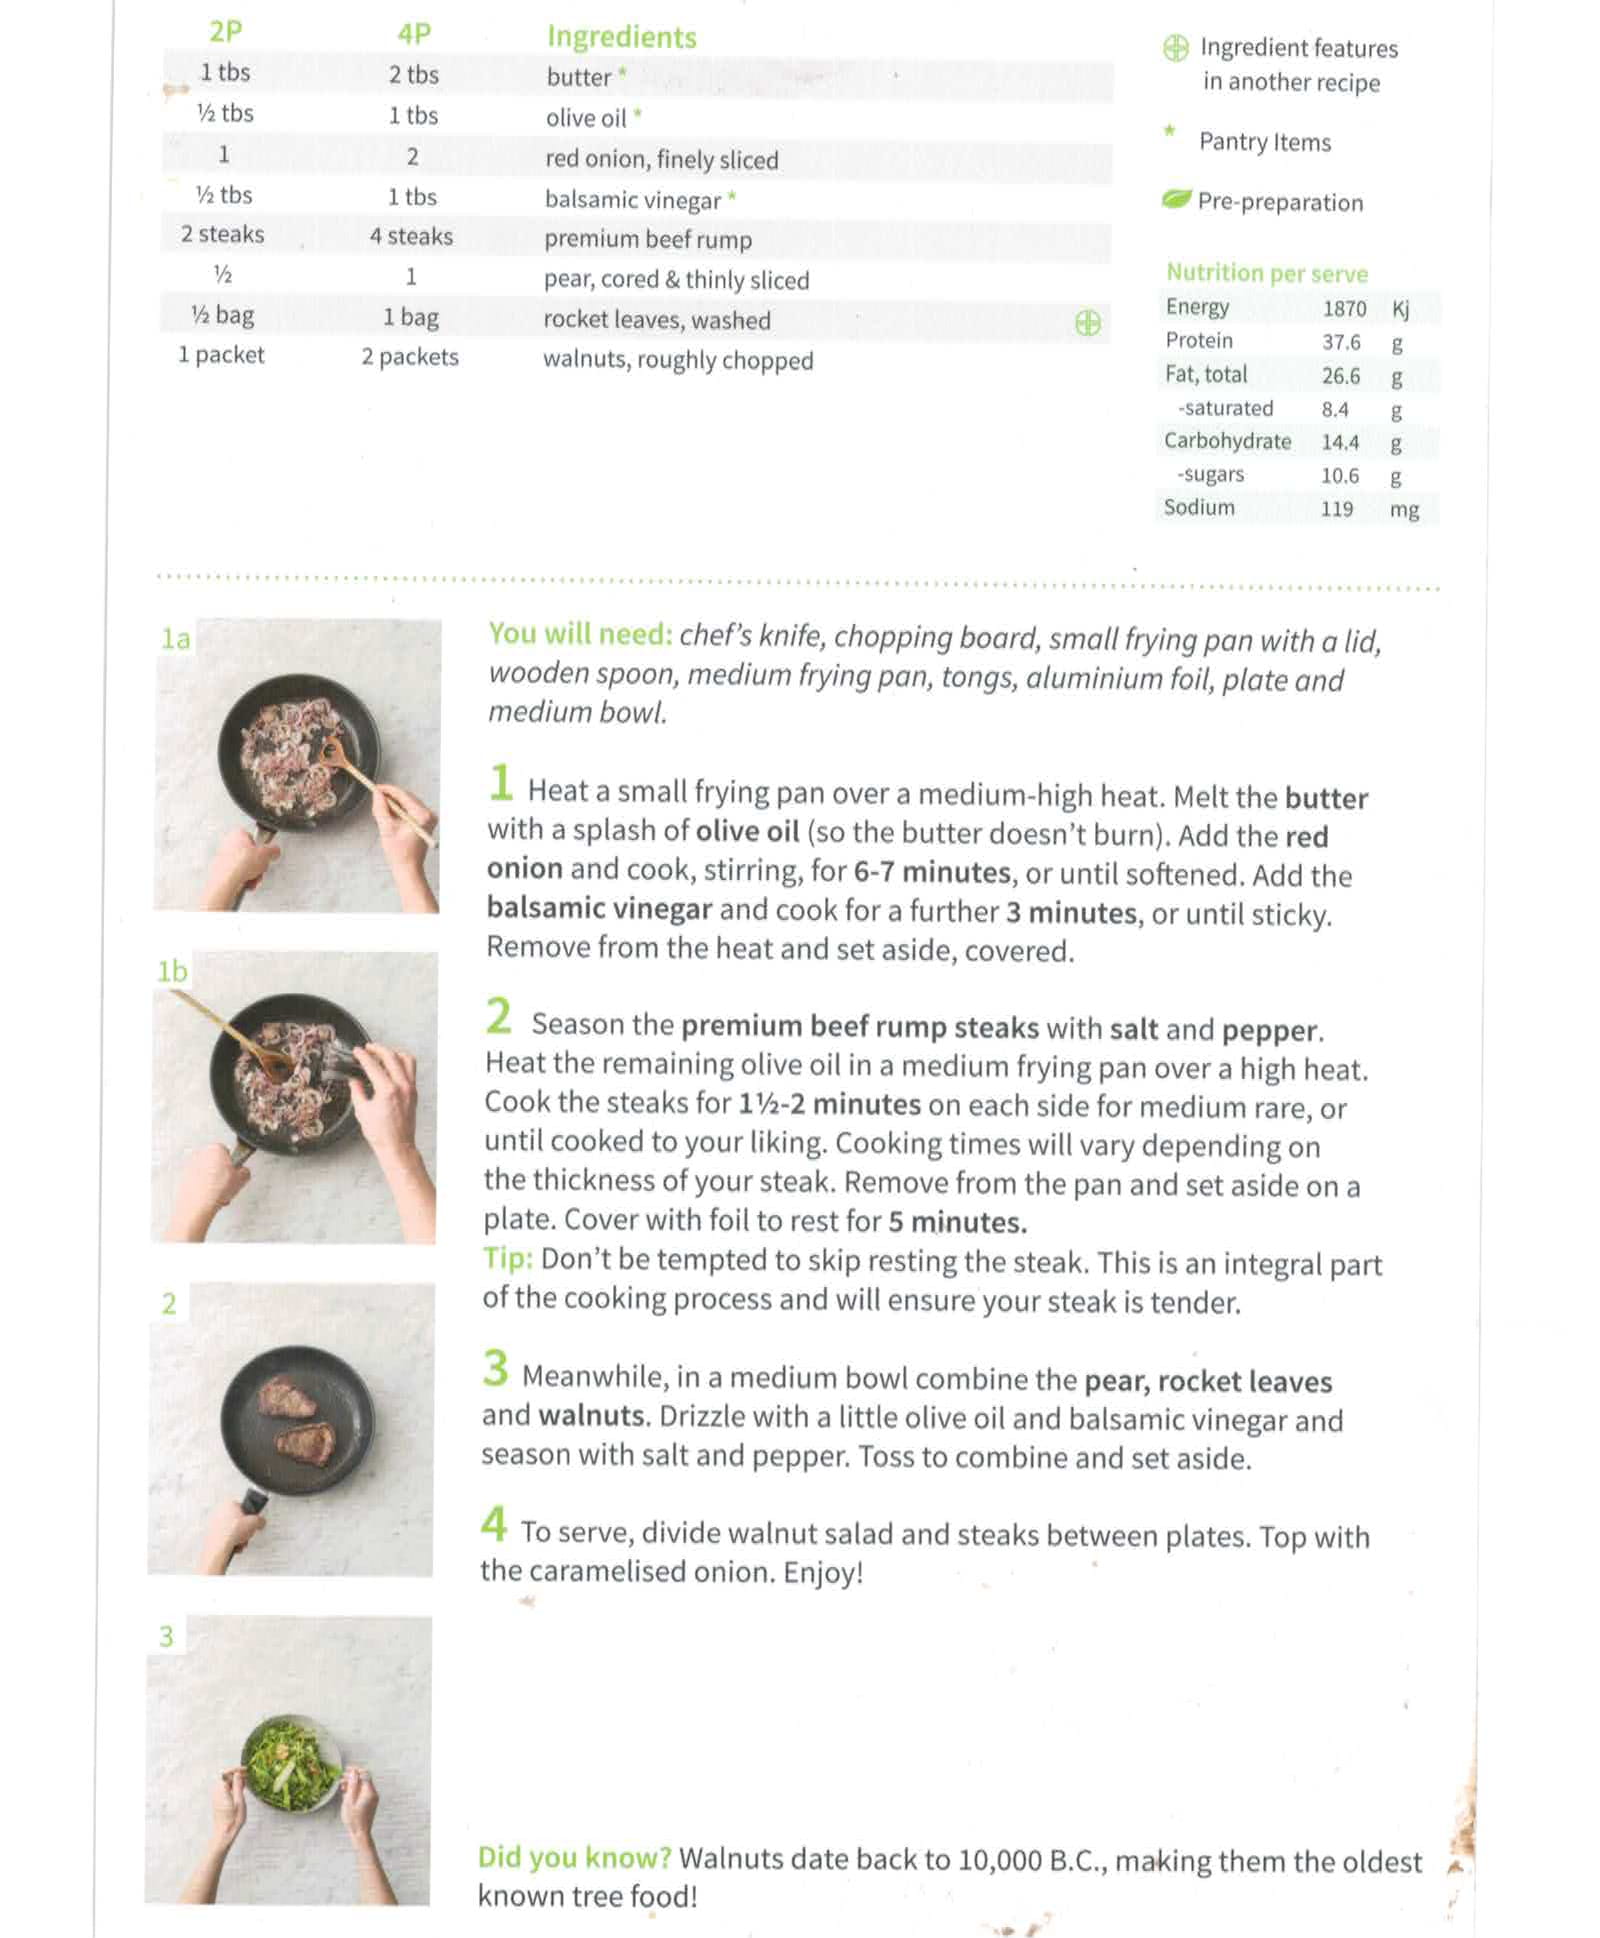 2P 4P Ingredients
1 tbs 2 tbs butter *
½ tbs 1 tbs olive oil *
1 2 red onion, finely sliced
½ tbs 1 tbs balsamic vinegar *
2 steaks 4 steaks premium beef rump
½ 1 pear, cored & thinly sliced
½ bag 1 bag rocket leaves, washed
1 packet 2 packets walnuts, roughly chopped
Ingredient features
in another recipe
* Pantry Items
Pre-preparation
Nutrition per serve
Energy 1870 Kj
Protein 37.6 g
Fat, total 26.6 g
-saturated 8.4 g
Carbohydrate 14.4 g
-sugars 10.6 g
Sodium 119 mg
1a
You will need: chef's knife, chopping board, small frying pan with a lid,
wooden spoon, medium frying pan, tongs, aluminium foil, plate and
medium bowl.
1 Heat a small frying pan over a medium-high heat. Melt the butter
with a splash of olive oil (so the butter doesn't burn). Add the red
onion and cook, stirring, for 6-7 minutes, or until softened. Add the
balsamic vinegar and cook for a further 3 minutes, or until sticky.
Remove from the heat and set aside, covered.
1b
2 Season the premium beef rump steaks with salt and pepper.
Heat the remaining olive oil in a medium frying pan over a high heat.
Cook the steaks for 1½-2 minutes on each side for medium rare, or
until cooked to your liking. Cooking times will vary depending on
the thickness of your steak. Remove from the pan and set aside on a
plate. Cover with foil to rest for 5 minutes.
Tip: Don't be tempted to skip resting the steak. This is an integral part
of the cooking process and will ensure your steak is tender.
2
3 Meanwhile, in a medium bowl combine the pear, rocket leaves
and walnuts. Drizzle with a little olive oil and balsamic vinegar and
season with salt and pepper. Toss to combine and set aside.
4 To serve, divide walnut salad and steaks between plates. Top with
the caramelised onion. Enjoy!
3
Did you know? Walnuts date back to 10,000 B.C., making them the oldest
known tree food!